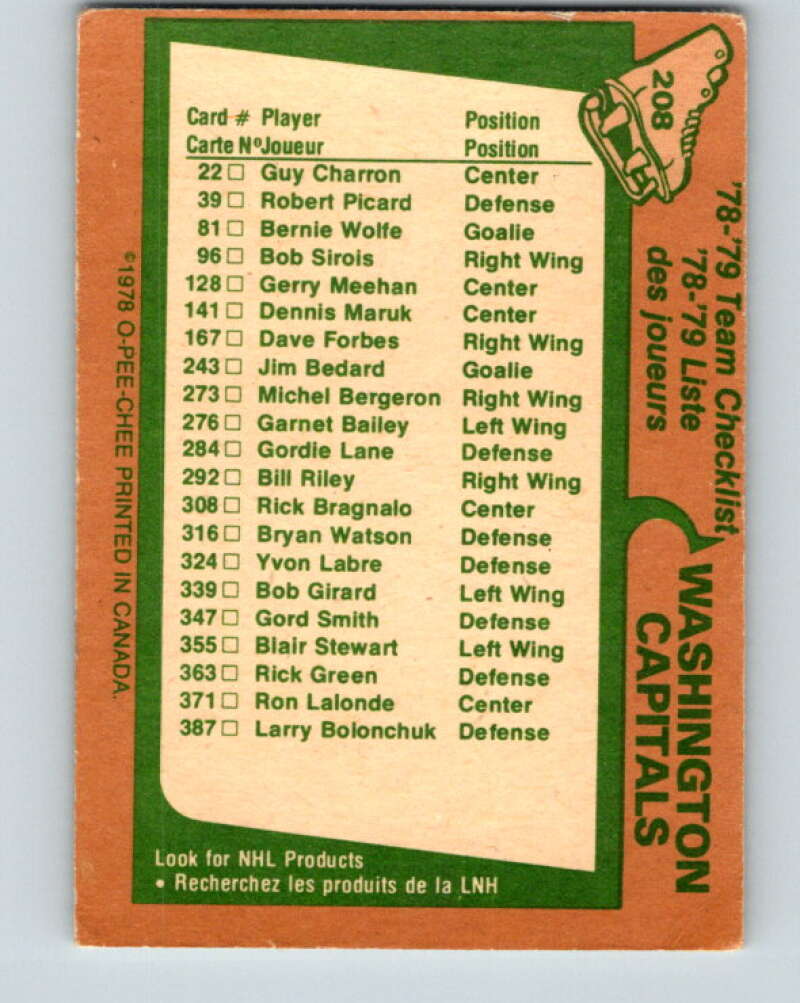 Card # Player Position
Carte NºJoueur Position
22 □ Guy Charron Center
39 □ Robert Picard Defense
81 □ Bernie Wolfe Goalie
96 □ Bob Sirois Right Wing
128 □ Gerry Meehan Center
141 □ Dennis Maruk Center
167 □ Dave Forbes Right Wing
243 □ Jim Bedard Goalie
273 □ Michel Bergeron Right Wing
276 □ Garnet Bailey Left Wing
284 □ Gordie Lane Defense
292 □ Bill Riley Right Wing
308 □ Rick Bragnalo Center
316 □ Bryan Watson Defense
324 □ Yvon Labre Defense
339 □ Bob Girard Left Wing
347 □ Gord Smith Defense
355 □ Blair Stewart Left Wing
363 □ Rick Green Defense
371 □ Ron Lalonde Center
387 □ Larry Bolonchuk Defense
Look for NHL Products
• Recherchez les produits de la LNH
208
'78-'79 Team Checklist
'78-'79 Liste
des joueurs
WASHINGTON
CAPITALS
©1978 O-PEE-CHEE PRINTED IN CANADA.